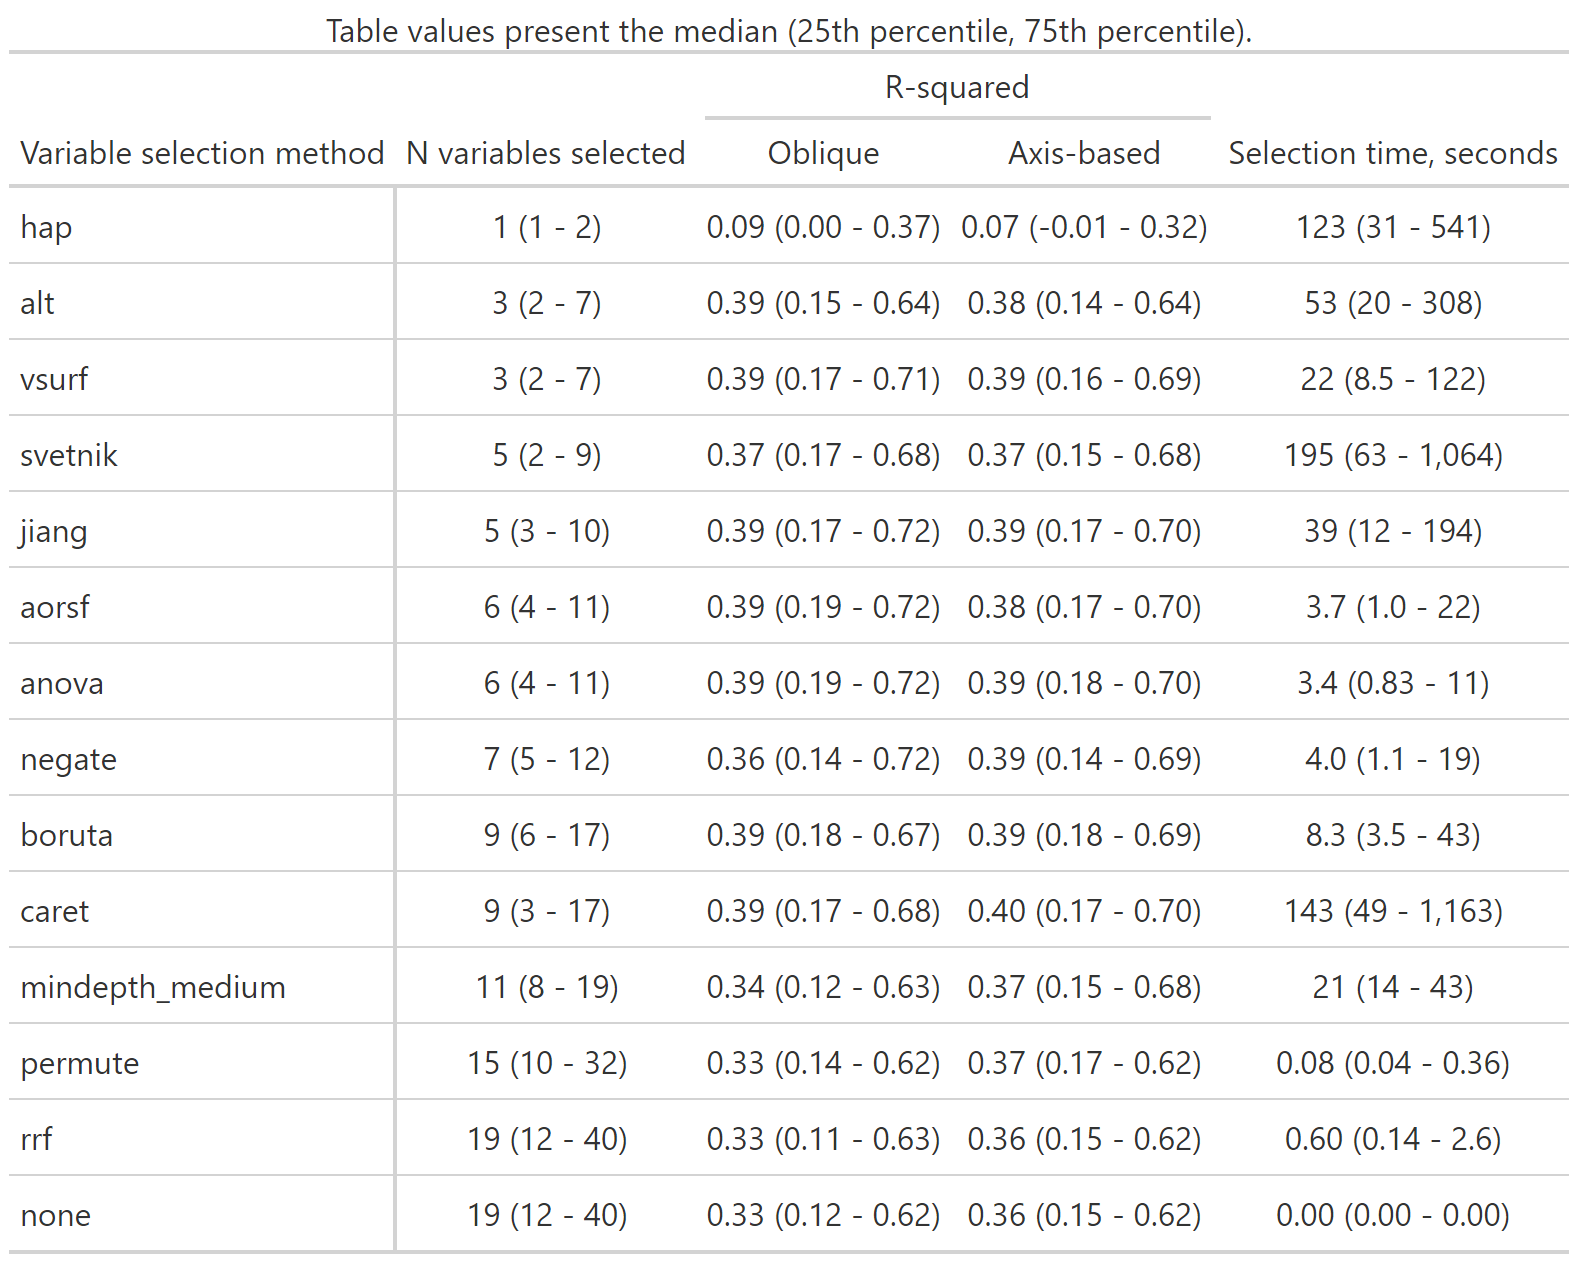 Table values present the median (25th percentile, 75th percentile).
R-squared
Variable selection method N variables selected Oblique Axis-based Selection time, seconds
hap 1 (1 - 2) 0.09 (0.00 - 0.37) 0.07 (-0.01 - 0.32) 123 (31 - 541)
alt 3 (2 - 7) 0.39 (0.15 - 0.64) 0.38 (0.14 - 0.64) 53 (20 - 308)
vsurf 3 (2 - 7) 0.39 (0.17 - 0.71) 0.39 (0.16 - 0.69) 22 (8.5 - 122)
svetnik 5 (2 - 9) 0.37 (0.17 - 0.68) 0.37 (0.15 - 0.68) 195 (63 - 1,064)
jiang 5 (3 - 10) 0.39 (0.17 - 0.72) 0.39 (0.17 - 0.70) 39 (12 - 194)
aorsf 6 (4 - 11) 0.39 (0.19 - 0.72) 0.38 (0.17 - 0.70) 3.7 (1.0 - 22)
anova 6 (4 - 11) 0.39 (0.19 - 0.72) 0.39 (0.18 - 0.70) 3.4 (0.83 - 11)
negate 7 (5 - 12) 0.36 (0.14 - 0.72) 0.39 (0.14 - 0.69) 4.0 (1.1 - 19)
boruta 9 (6 - 17) 0.39 (0.18 - 0.67) 0.39 (0.18 - 0.69) 8.3 (3.5 - 43)
caret 9 (3 - 17) 0.39 (0.17 - 0.68) 0.40 (0.17 - 0.70) 143 (49 - 1,163)
mindepth_medium 11 (8 - 19) 0.34 (0.12 - 0.63) 0.37 (0.15 - 0.68) 21 (14 - 43)
permute 15 (10 - 32) 0.33 (0.14 - 0.62) 0.37 (0.17 - 0.62) 0.08 (0.04 - 0.36)
rrf 19 (12 - 40) 0.33 (0.11 - 0.63) 0.36 (0.15 - 0.62) 0.60 (0.14 - 2.6)
none 19 (12 - 40) 0.33 (0.12 - 0.62) 0.36 (0.15 - 0.62) 0.00 (0.00 - 0.00)